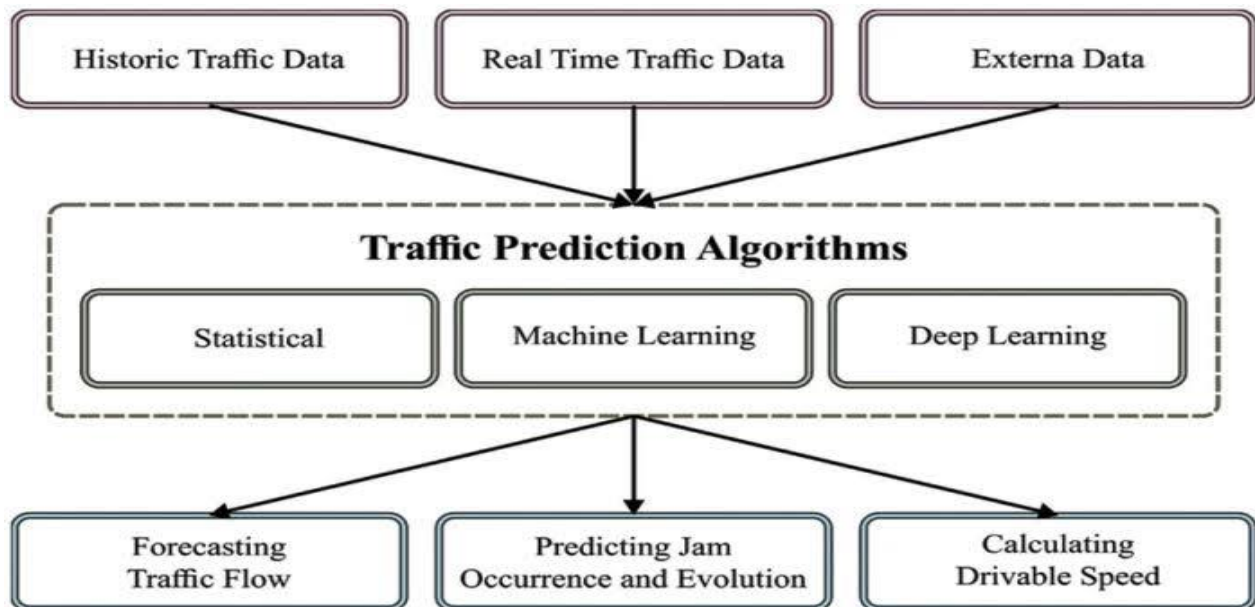 Historic Traffic Data
Real Time Traffic Data
Externa Data
Traffic Prediction Algorithms
Statistical
Machine Learning
Deep Learning
Forecasting
Traffic Flow
Predicting Jam
Occurrence and Evolution
Calculating
Drivable Speed